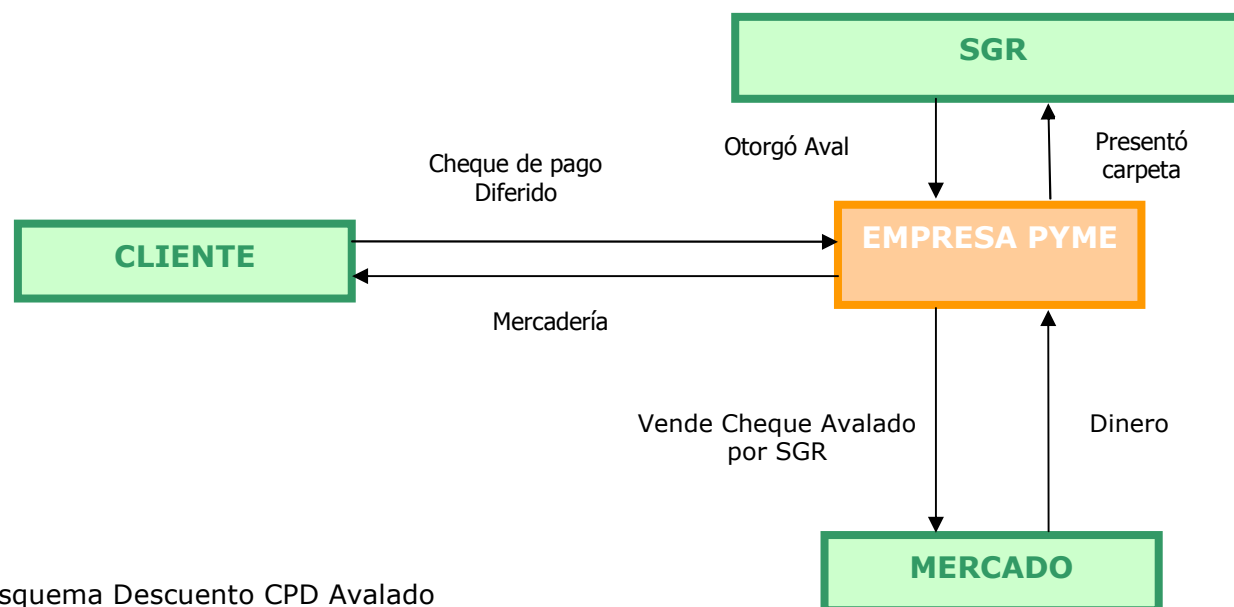 SGR
Otorgó Aval
Presentó
carpeta
Cheque de pago
Diferido
CLIENTE
EMPRESA PYME
Mercadería
Vende Cheque Avalado
por SGR
Dinero
MERCADO
squema Descuento CPD Avalado